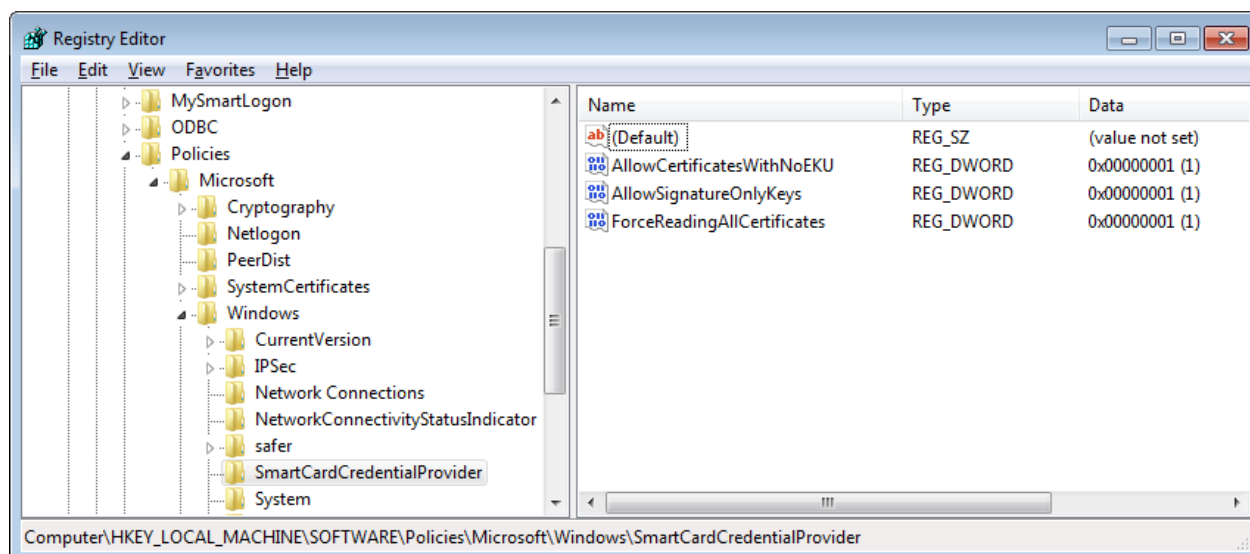 Registry Editor
File Edit View Favorites Help
MySmartLogon
ODBC
Policies
Microsoft
Cryptography
Netlogon
PeerDist
SystemCertificates
Windows
CurrentVersion
IPSec
Network Connections
NetworkConnectivityStatusIndicator
safer
SmartCardCredentialProvider
System
Name Type Data
(Default) REG_SZ (value not set)
AllowCertificatesWithNoEKU REG_DWORD 0x00000001 (1)
AllowSignatureOnlyKeys REG_DWORD 0x00000001 (1)
ForceReadingAllCertificates REG_DWORD 0x00000001 (1)
Computer\HKEY_LOCAL_MACHINE\SOFTWARE\Policies\Microsoft\Windows\SmartCardCredentialProvider